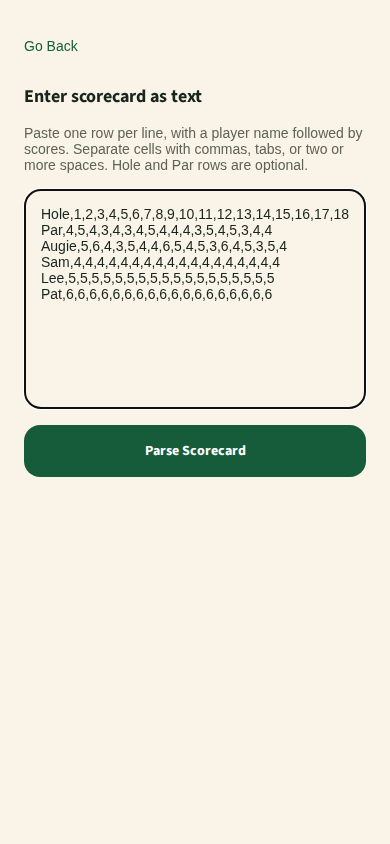 Go Back
Enter scorecard as text
Paste one row per line, with a player name followed by
scores. Separate cells with commas, tabs, or two or
more spaces. Hole and Par rows are optional.
Hole,1,2,3,4,5,6,7,8,9,10,11,12,13,14,15,16,17,18
Par,4,5,4,3,4,3,4,5,4,4,4,3,5,4,5,3,4,4
Augie,5,6,4,3,5,4,4,6,5,4,5,3,6,4,5,3,5,4
Sam,4,4,4,4,4,4,4,4,4,4,4,4,4,4,4,4,4,4
Lee,5,5,5,5,5,5,5,5,5,5,5,5,5,5,5,5,5,5
Pat,6,6,6,6,6,6,6,6,6,6,6,6,6,6,6,6,6,6
Parse Scorecard